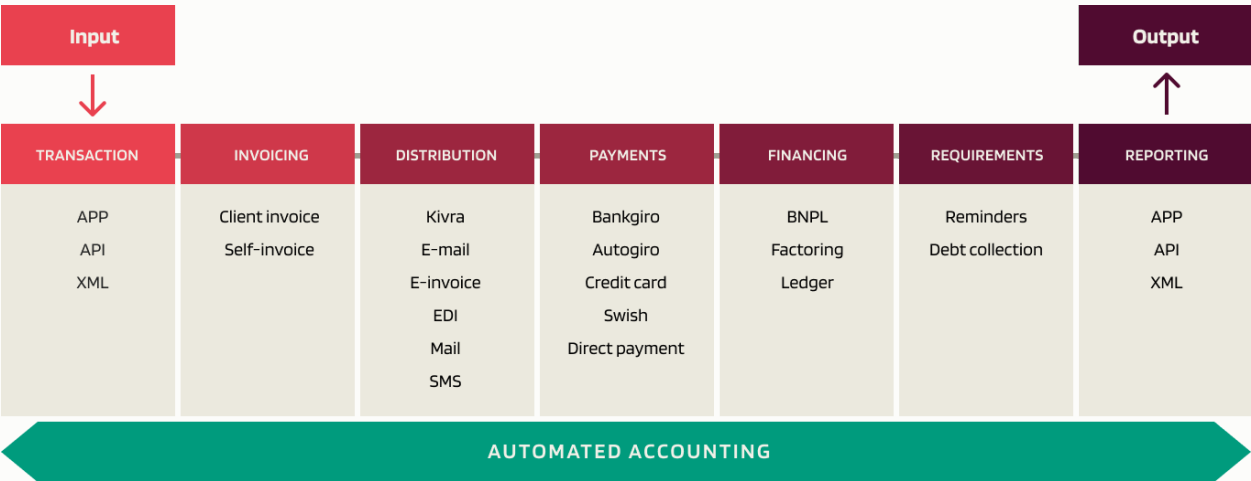 Input
Output
TRANSACTION
INVOICING
DISTRIBUTION
PAYMENTS
FINANCING
REQUIREMENTS
REPORTING
APP
API
XML
Client invoice
Self-invoice
Kivra
E-mail
E-invoice
EDI
Mail
SMS
Bankgiro
Autogiro
Credit card
Swish
Direct payment
BNPL
Factoring
Ledger
Reminders
Debt collection
APP
API
XML
AUTOMATED ACCOUNTING